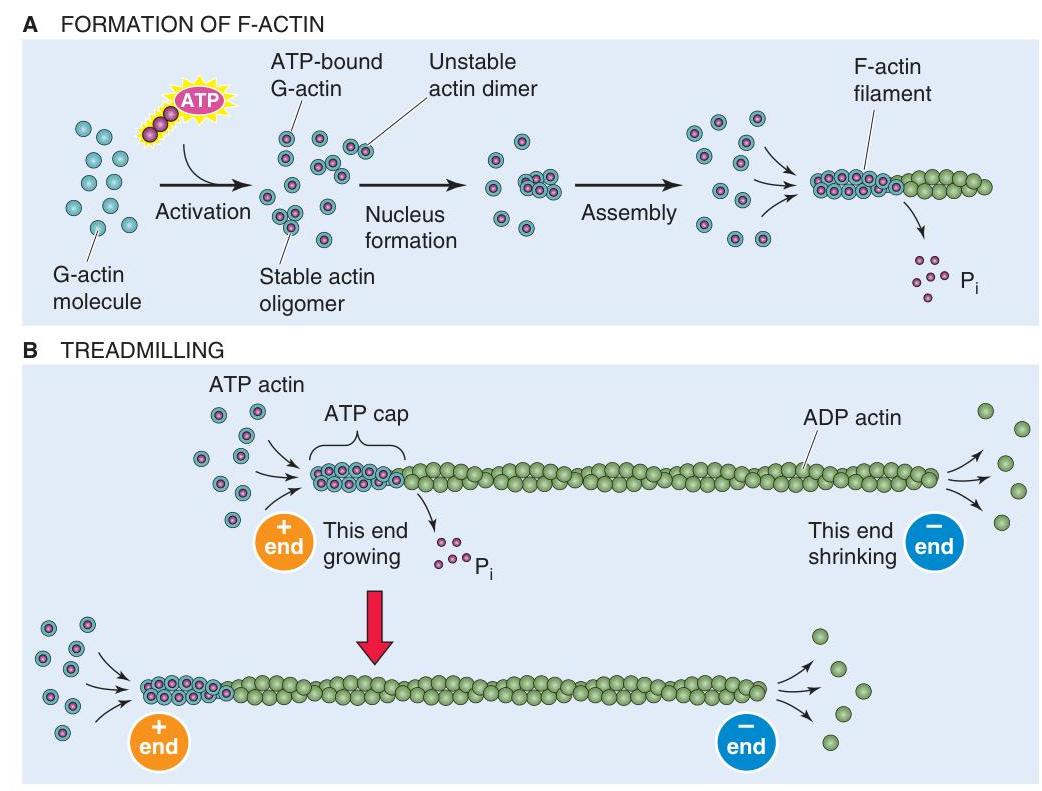 A FORMATION OF F-ACTIN
ATP
ATP-bound
G-actin
Unstable
actin dimer
F-actin
filament
Activation
Nucleus
formation
Assembly
G-actin
molecule
Stable actin
oligomer
Pi
B TREADMILLING
ATP actin
ATP cap
ADP actin
+
end
This end
growing
Pi
This end
shrinking
–
end
+
end
–
end